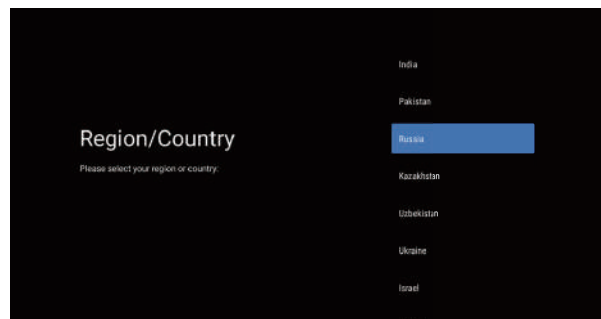 Region/Country
Please select your region or country:
India
Pakistan
Russia
Kazakhstan
Uzbekistan
Ukraine
Israel